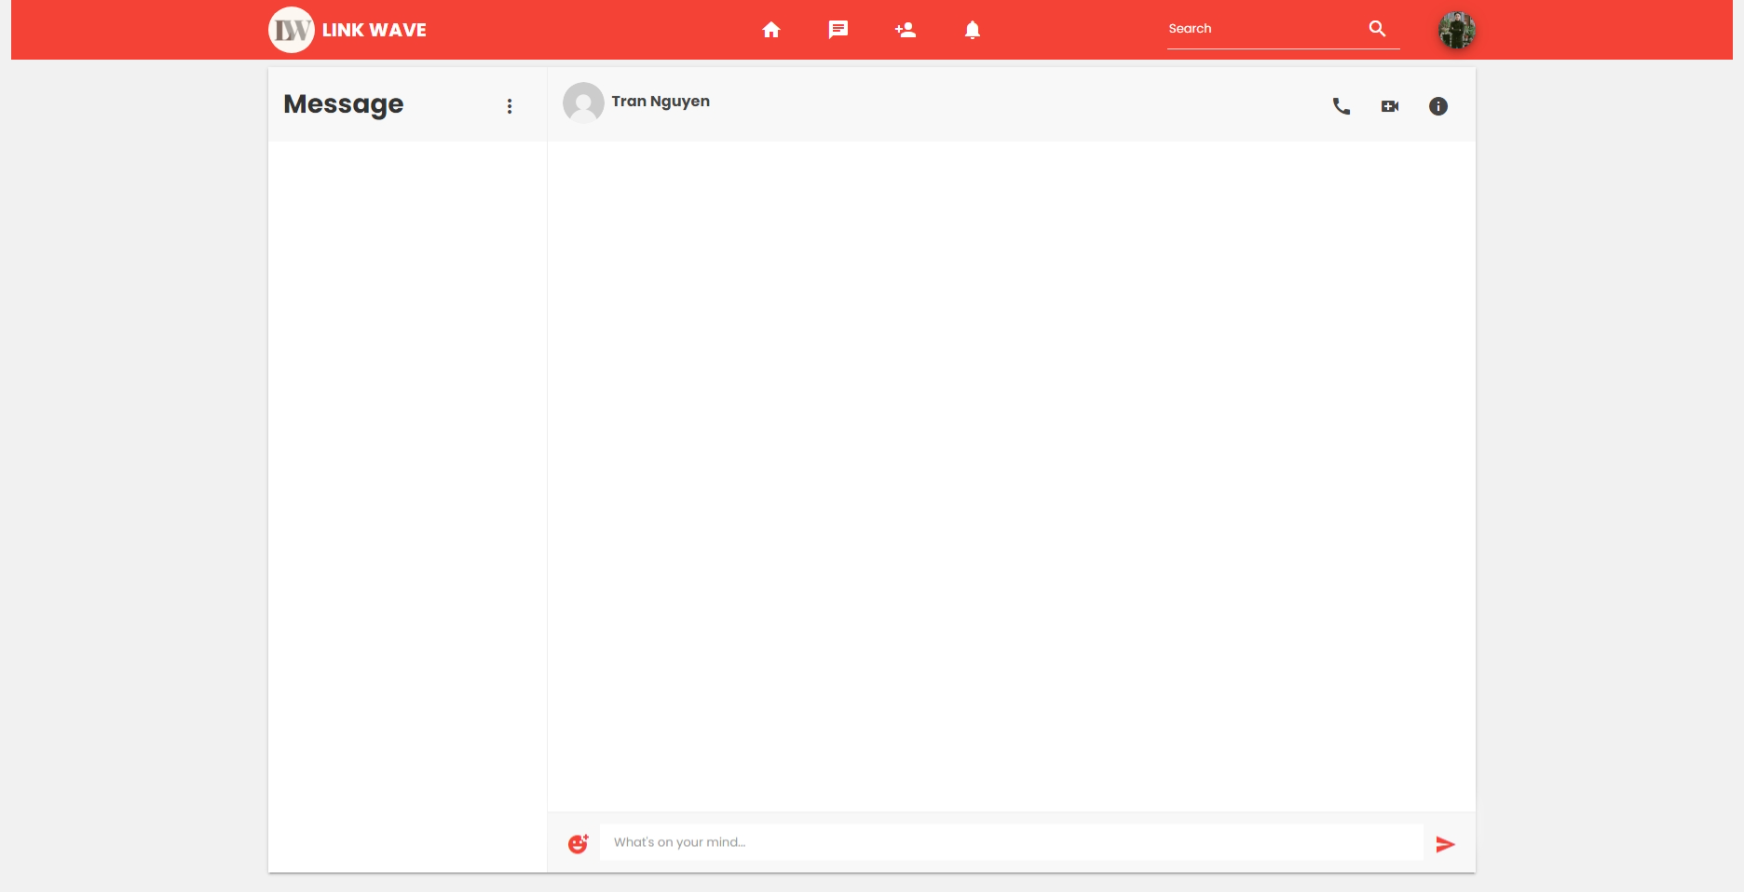 LW LINK WAVE
Search
Message
Tran Nguyen
What's on your mind...